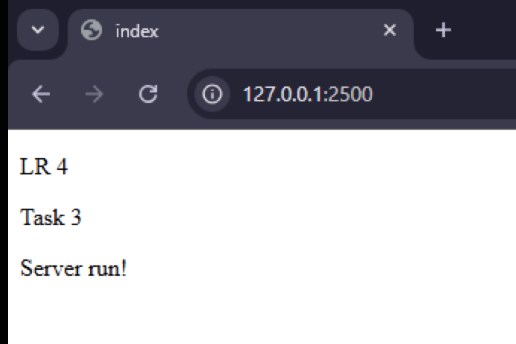 index
127.0.0.1:2500
LR 4
Task 3
Server run!